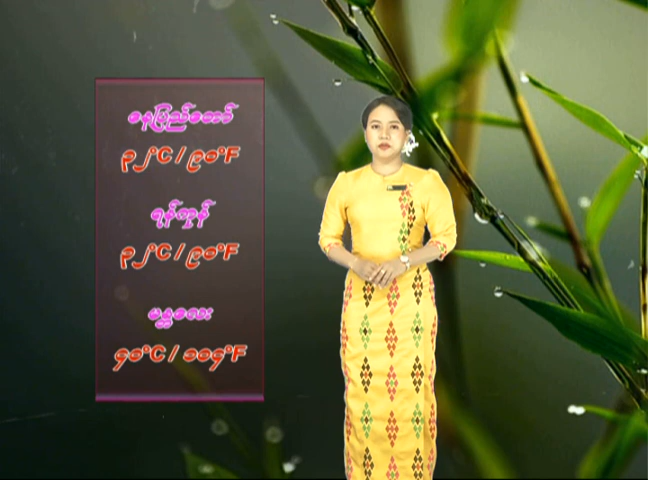 နေပြည်တော်
၃၂°C / ၉၀°F
ရန်ကုန်
၃၂°C / ၉၀°F
မန္တလေး
၄၀°C / ၁၀၄°F